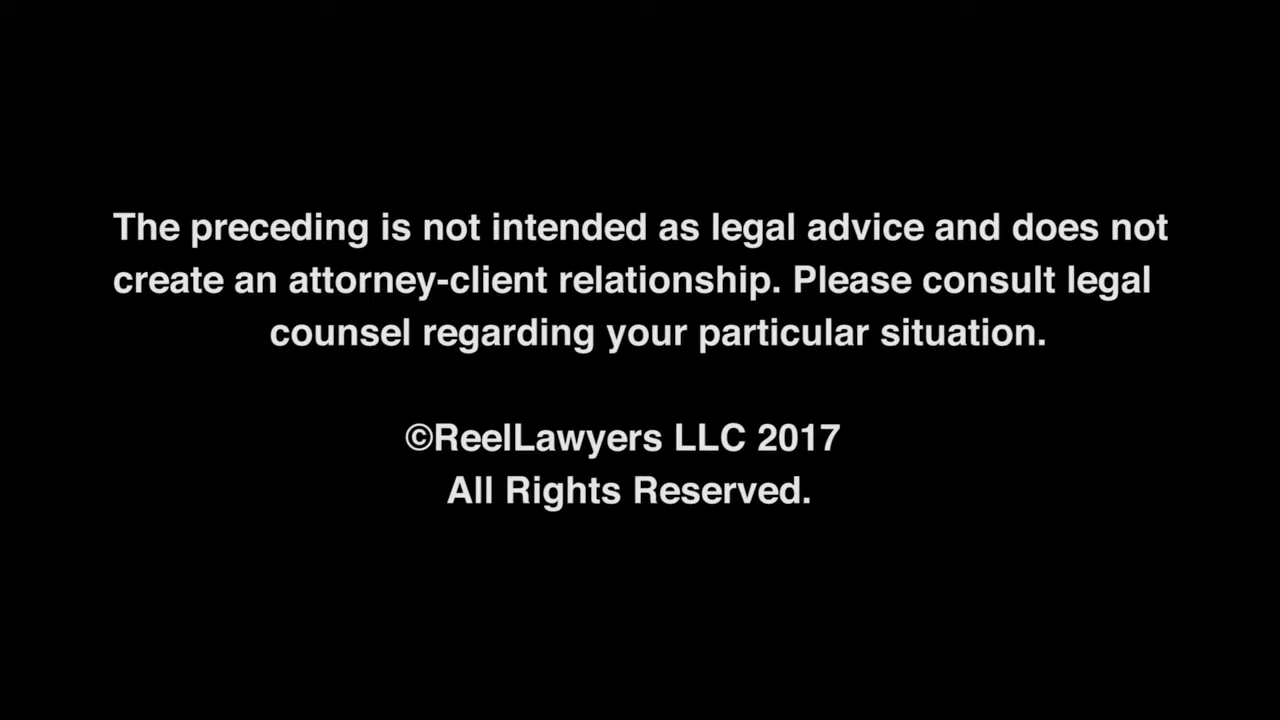 The preceding is not intended as legal advice and does not
create an attorney-client relationship. Please consult legal
counsel regarding your particular situation.
©ReelLawyers LLC 2017
All Rights Reserved.